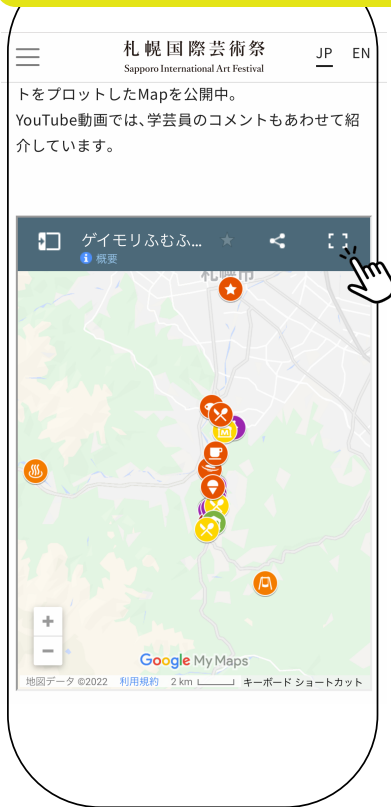 札幌国際芸術祭
Sapporo International Art Festival
JP EN
トをプロットしたMapを公開中。
YouTube動画では、学芸員のコメントもあわせて紹
介しています。
ゲイモリふむふ...
概要
札幌市
Google My Maps
地図データ ©2022 利用規約 2 km キーボード ショートカット